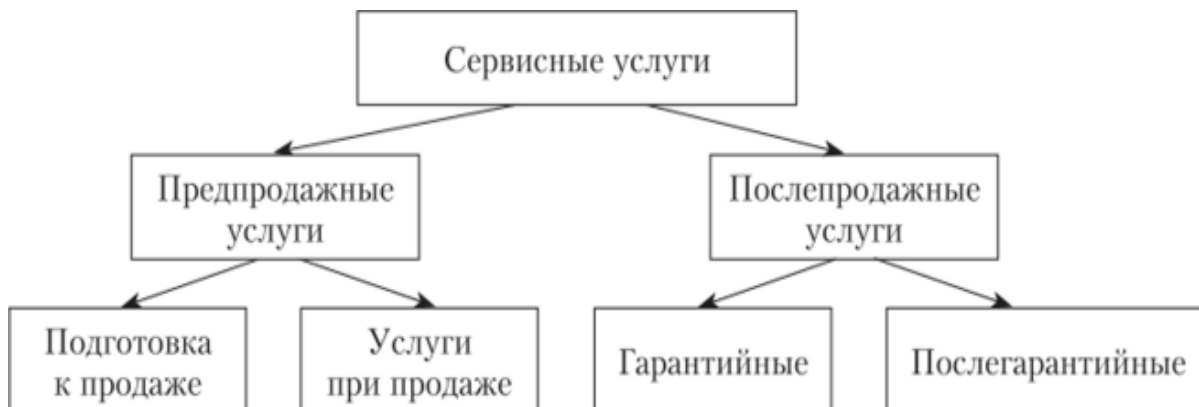 Сервисные услуги
Предпродажные
услуги
Послепродажные
услуги
Подготовка
к продаже
Услуги
при продаже
Гарантийные
Послегарантийные